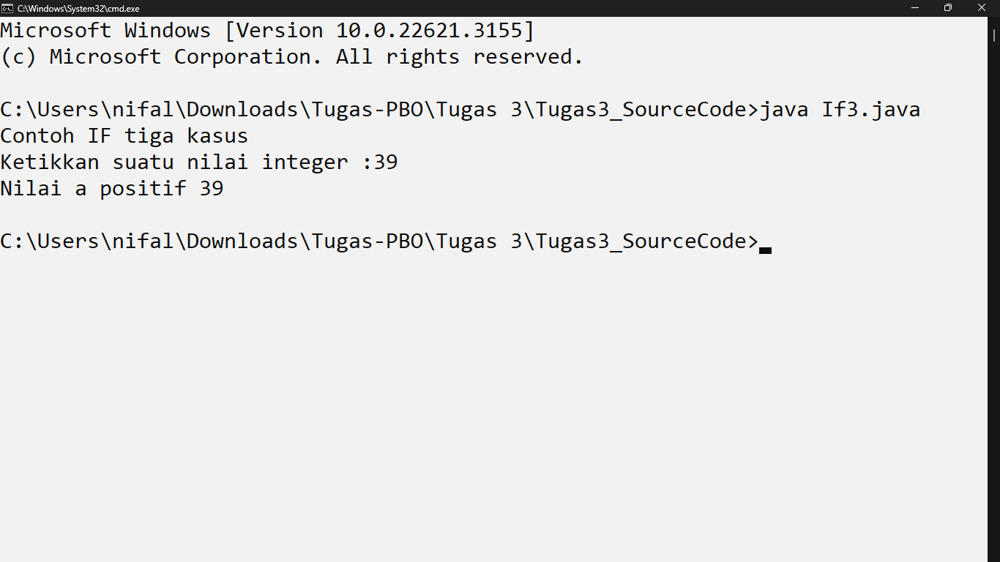 C:\Windows\System32\cmd.exe
Microsoft Windows [Version 10.0.22621.3155]
(c) Microsoft Corporation. All rights reserved.
C:\Users\nifal\Downloads\Tugas-PBO\Tugas 3\Tugas3_SourceCode>java If3.java
Contoh IF tiga kasus
Ketikkan suatu nilai integer :39
Nilai a positif 39
C:\Users\nifal\Downloads\Tugas-PBO\Tugas 3\Tugas3_SourceCode>